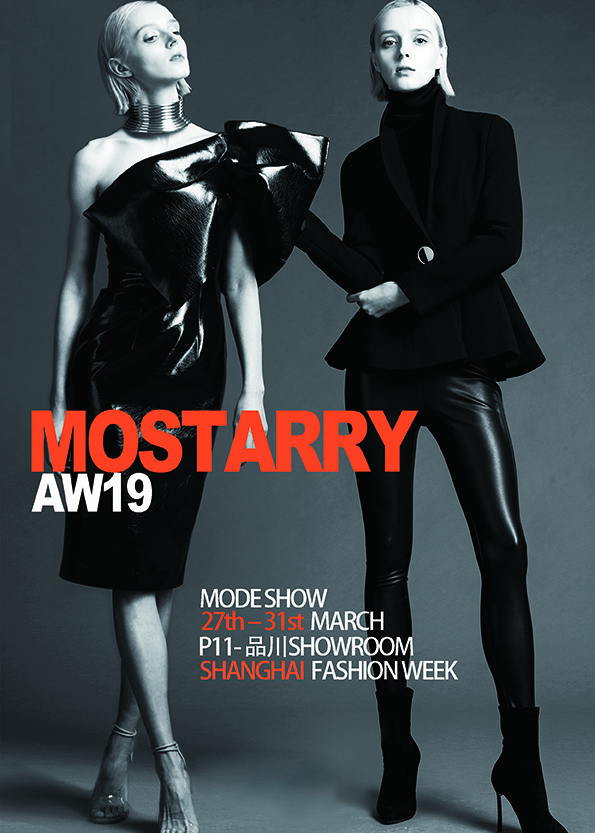 MOSTARRY
AW19
MODE SHOW
27th – 31st MARCH
P11-品川SHOWROOM
SHANGHAI FASHION WEEK